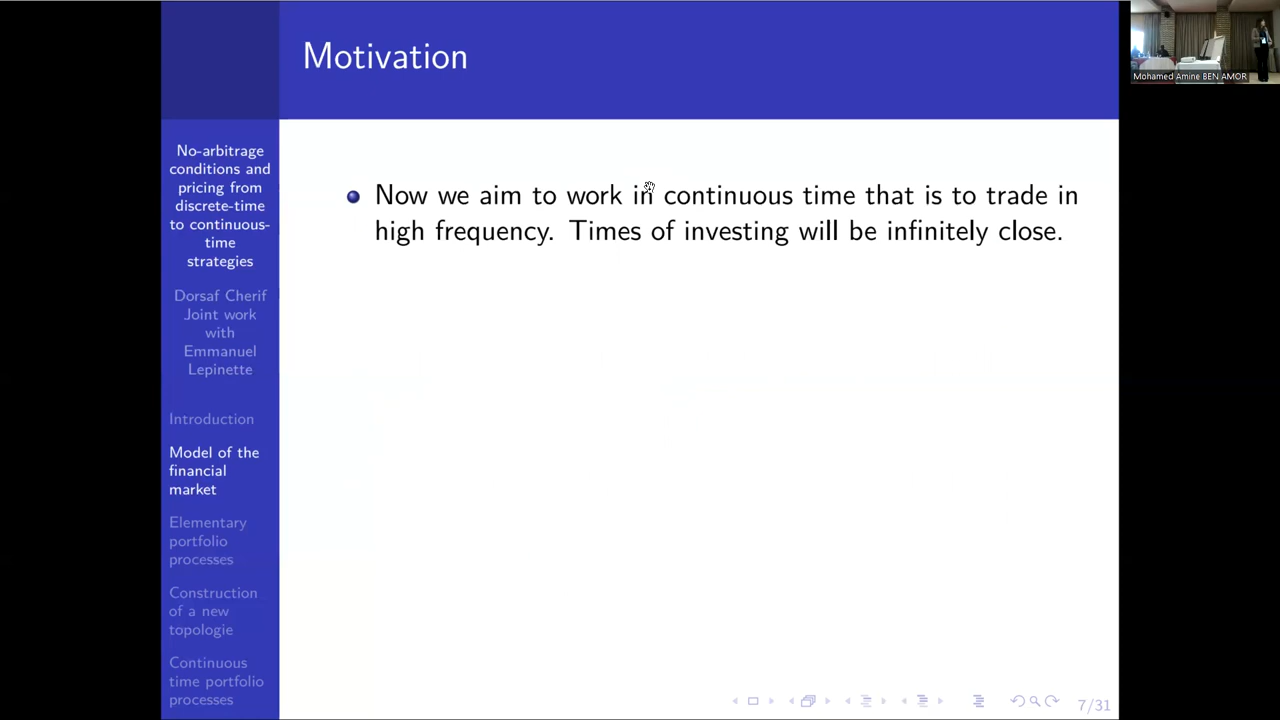 Motivation
Mohamed Amine BEN AMOR
No-arbitrage
conditions and
pricing from
discrete-time
to continuous-
time
strategies
Dorsaf Cherif
Joint work
with
Emmanuel
Lepinette
Introduction
Model of the
financial
market
Elementary
portfolio
processes
Construction
of a new
topologie
Continuous
time portfolio
processes
Now we aim to work in continuous time that is to trade in
high frequency. Times of investing will be infinitely close.
7/31